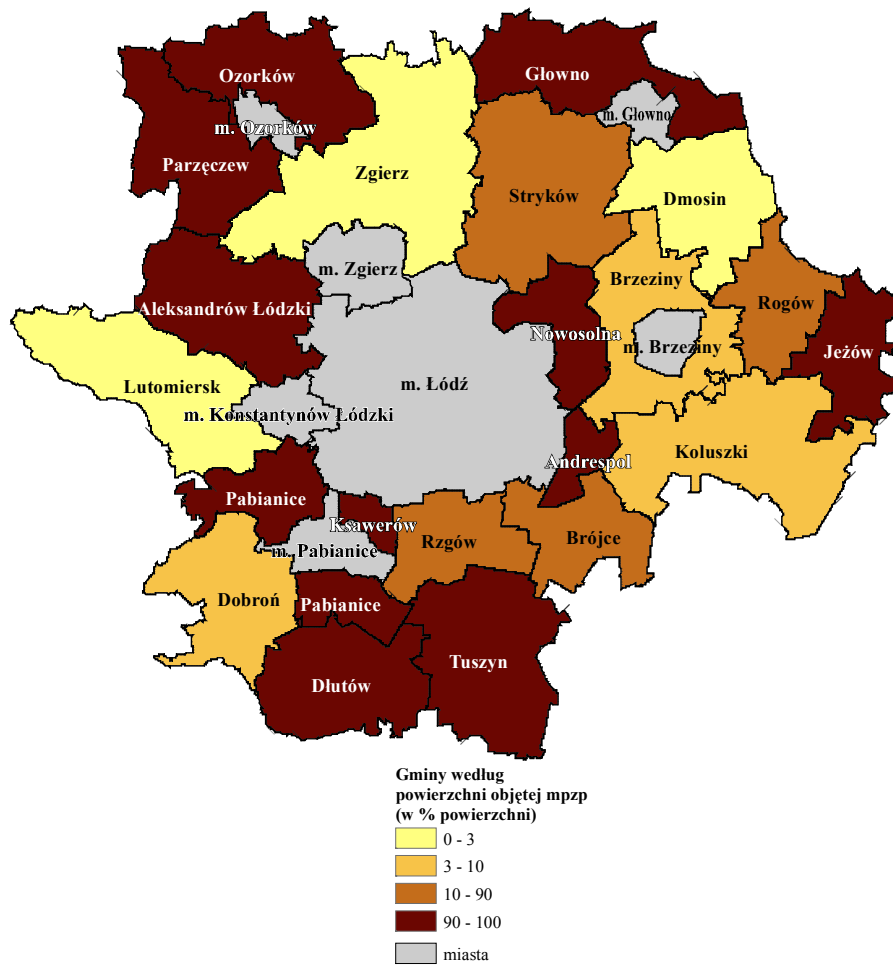 Ozorków
Głowno
m. Ozorków
m. Głowno
Parzęczew
Zgierz
Stryków
Dmosin
m. Zgierz
Brzeziny
Aleksandrów Łódzki
Rogów
Nowosolna
m. Brzeziny
Jeżów
Lutomiersk
m. Łódź
m. Konstantynów Łódzki
Koluszki
Andrespol
Pabianice
Ksawerów
m. Pabianice
Rzgów
Brójce
Dobroń
Pabianice
Tuszyn
Dłutów
Gminy według
powierzchni objętej mpzp
(w % powierzchni)
0 - 3
3 - 10
10 - 90
90 - 100
miasta